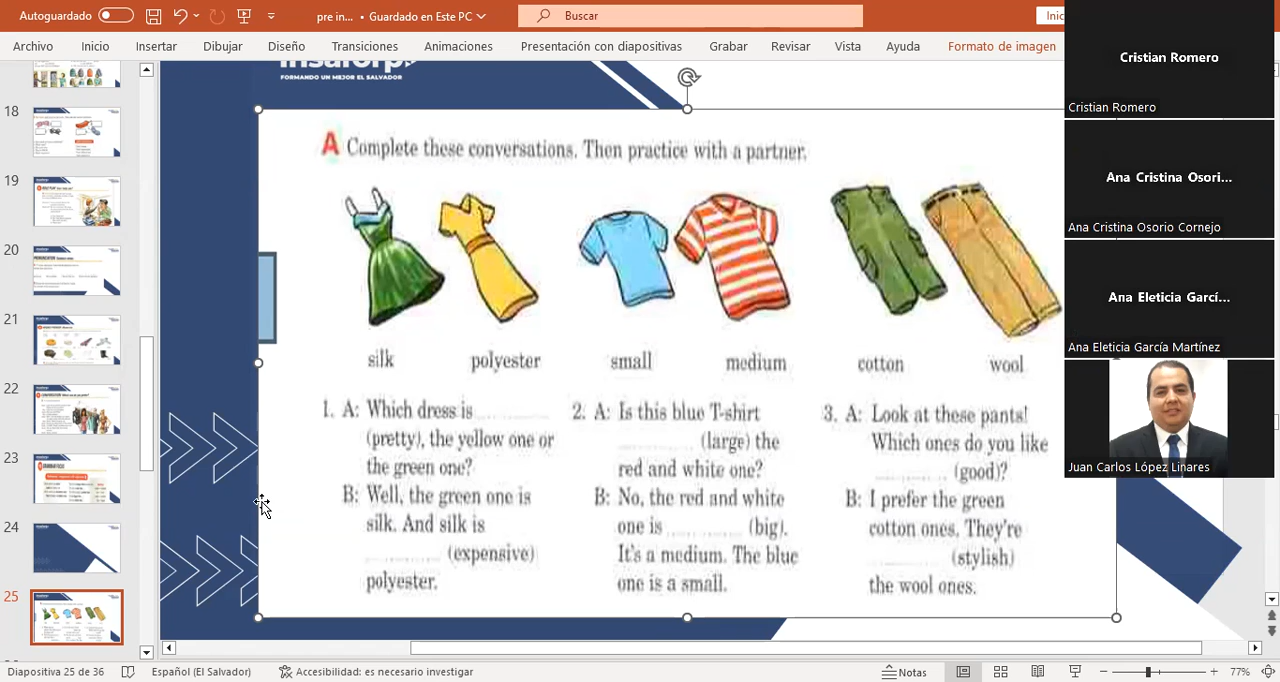 Autoguardado
pre in... • Guardado en Este PC
Buscar
Inic
Archivo Inicio Insertar Dibujar Diseño Transiciones Animaciones Presentación con diapositivas Grabar Revisar Vista Ayuda Formato de imagen
FORMANDO UN MEJOR EL SALVADOR
18
19
20
21
22
23
24
25
A Complete these conversations. Then practice with a partner.
silk polyester small medium cotton wool
1. A: Which dress is ..........
(pretty), the yellow one or
the green one?
B: Well, the green one is
silk. And silk is
.......... (expensive)
polyester.
2. A: Is this blue T-shirt
.......... (large) the
red and white one?
B: No, the red and white
one is .......... (big).
It's a medium. The blue
one is a small.
3. A: Look at these pants!
Which ones do you like
.......... (good)?
B: I prefer the green
cotton ones. They're
.......... (stylish)
the wool ones.
Cristian Romero
Cristian Romero
Ana Cristina Osori...
Ana Cristina Osorio Cornejo
Ana Eleticia Garcí...
Ana Eleticia García Martínez
Juan Carlos López Linares
Diapositiva 25 de 36
Español (El Salvador)
Accesibilidad: es necesario investigar
Notas
77%